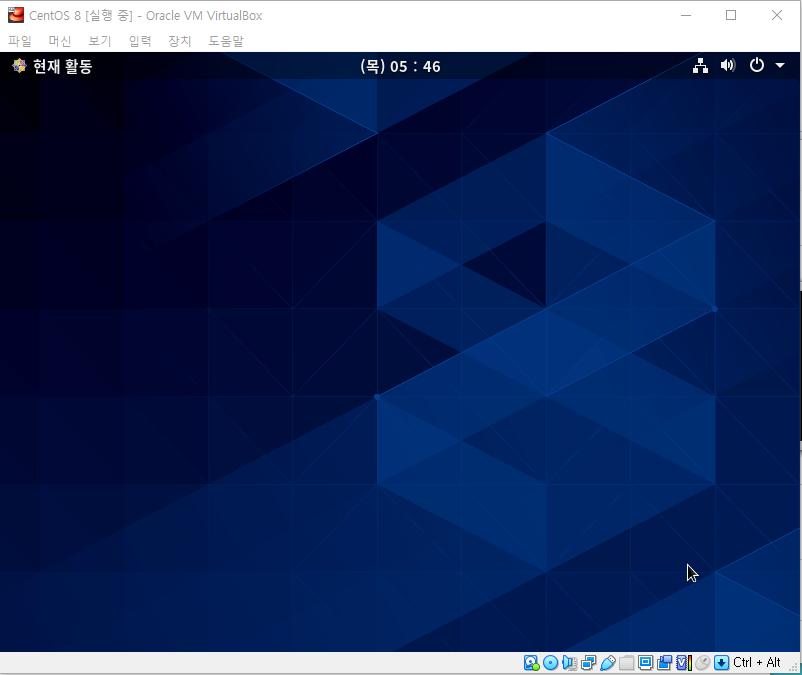 CentOS 8 [실행 중] - Oracle VM VirtualBox
파일 머신 보기 입력 장치 도움말
현재 활동 (목) 05 : 46
Ctrl + Alt